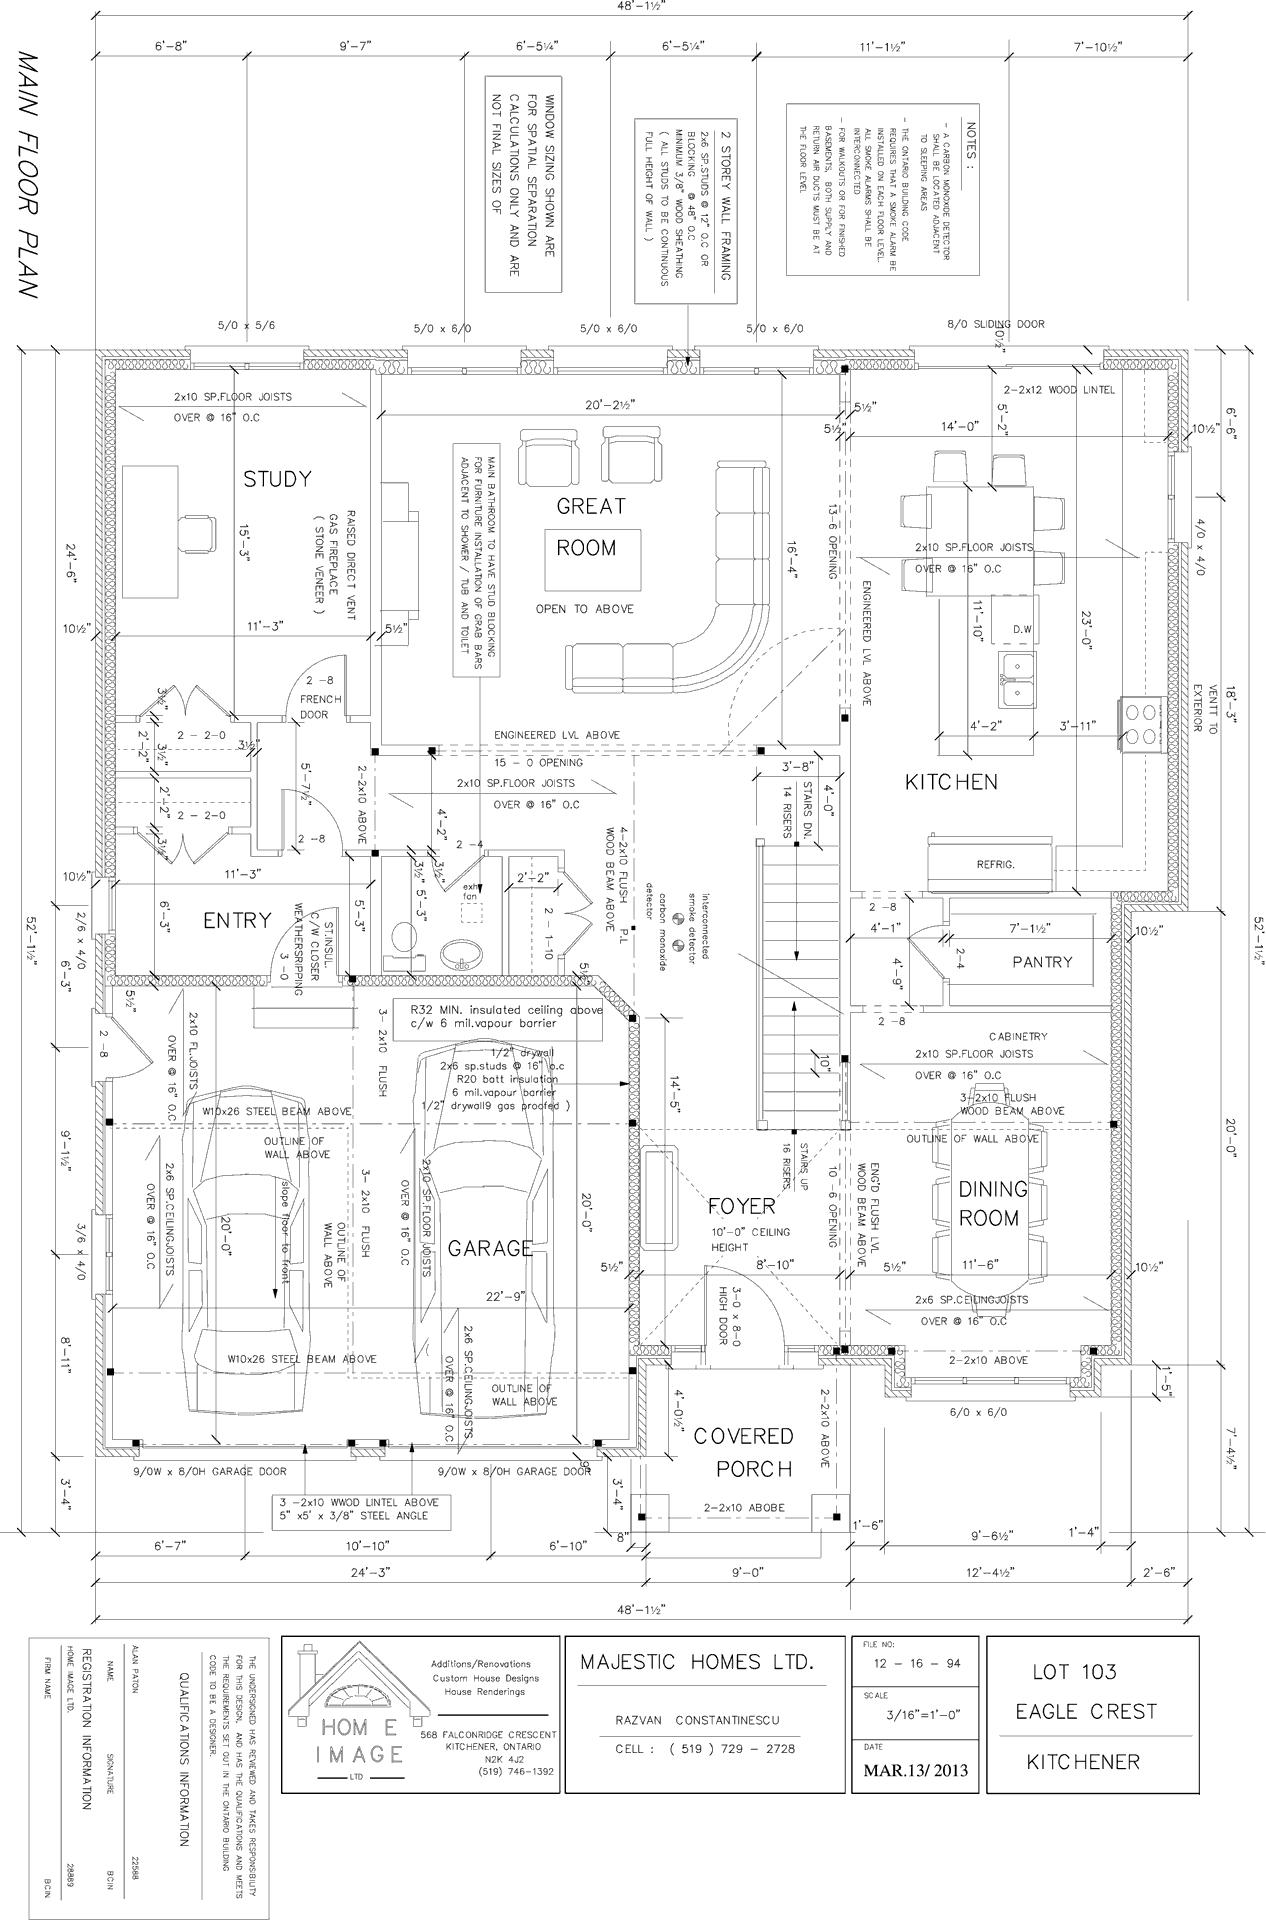 48'-1½"
6'-8"
9'-7"
6'-5¼"
6'-5¼"
11'-1½"
7'-10½"
MAIN FLOOR PLAN
WINDOW SIZING SHOWN ARE
FOR SPATIAL SEPARATION
CALCULATIONS ONLY AND ARE
NOT FINAL SIZES OF
2 STOREY WALL FRAMING
2x6 SP.STUDS @ 12" O.C OR
BLOCKING @ 48" O.C
MINIMUM 3/8" WOOD SHEATHING
( ALL STUDS TO BE CONTINUOUS
FULL HEIGHT OF WALL )
NOTES :
- A CARBON MONOXIDE DETECTOR
SHALL BE LOCATED ADJACENT
TO SLEEPING AREAS
- THE ONTARIO BUILDING CODE
REQUIRES THAT A SMOKE ALARM BE
INSTALLED ON EACH FLOOR LEVEL.
ALL SMOKE ALARMS SHALL BE
INTERCONNECTED
- FOR WALKOUTS OR FOR FINISHED
BASEMENTS, BOTH SUPPLY AND
RETURN AIR DUCTS MUST BE AT
THE FLOOR LEVEL
5/0 x 5/6
5/0 x 6/0
5/0 x 6/0
5/0 x 6/0
8/0 SLIDING DOOR
10½"
2x10 SP.FLOOR JOISTS
OVER @ 16" O.C
2-2x12 WOOD LINTEL
20'-2½"
5½"
5½"
14'-0"
5'-2"
10½"
6'-6"
STUDY
15'-3"
RAISED DIRECT VENT
GAS FIREPLACE
( STONE VENEER )
MAIN BATHROOM TO HAVE STUD BLOCKING
FOR FURNITURE INSTALLATION OF GRAB BARS
ADJACENT TO SHOWER / TUB AND TOILET
GREAT
ROOM
OPEN TO ABOVE
16'-4"
13-6 OPENING
ENGINEERED LVL ABOVE
2x10 SP.FLOOR JOISTS
OVER @ 16" O.C
4/0 x 4/0
24'-6"
10½"
11'-3"
5½"
11'-10"
D.W
23'-0"
VENTT TO
EXTERIOR
18'-3"
2 -8
FRENCH
DOOR
3½"
2 - 2-0
2'-2"
3½"
3½"
5'-7½"
2-2x10 ABOVE
ENGINEERED LVL ABOVE
15 - 0 OPENING
2x10 SP.FLOOR JOISTS
OVER @ 16" O.C
3'-8"
4'-0"
STAIRS DN.
14 RISERS
4'-2"
3'-11"
KITCHEN
2'-2"
2 - 2-0
2 -8
3½"
4'-2"
2 -4
4-2x10 FLUSH
WOOD BEAM ABOVE
P.L
REFRIG.
10½"
11'-3"
ENTRY
6'-3"
5'-3"
ST.INSUL.
C/W CLOSER
WEATHERSRIPPING
3 -0
3½"
5'-3"
3½"
exh
fan
2'-2"
2 - 1-10
interconnected
smoke detector
carbon monoxide
detector
2 -8
4'-1"
7'-1½"
10½"
2-4
PANTRY
4'-9"
2 -8
52'-1½"
2/6 x 4/0
6'-3"
52'-1½"
5½"
5½"
2 -8
2x10 FL.JOISTS
OVER @ 16" O.C
3- 2x10 FLUSH
R32 MIN. insulated ceiling above
c/w 6 mil.vapour barrier
1/2" drywall
2x6 sp.studs @ 16" o.c
R20 batt insulation
6 mil.vapour barrier
1/2" drywall9 gas proofed )
14'-5"
10"
CABINETRY
2x10 SP.FLOOR JOISTS
OVER @ 16" O.C
3-2x10 FLUSH
WOOD BEAM ABOVE
OUTLINE OF WALL ABOVE
20'-0"
9'-1½"
W10x26 STEEL BEAM ABOVE
OUTLINE OF
WALL ABOVE
2x6 SP.CEILINGJOISTS
OVER @ 16" O.C
20'-0"
slope floor to front
3- 2x10 FLUSH
OUTLINE OF
WALL ABOVE
2x10 SP.FLOOR JOISTS
OVER @ 16" O.C
GARAGE
20'-0"
STAIRS UP
16 RISERS
FOYER
10'-0" CEILING
HEIGHT
10 - 6 OPENING
ENG'D FLUSH LVL
WOOD BEAM ABOVE
DINING
ROOM
5½"
8'-10"
5½"
11'-6"
10½"
3/6 x 4/0
22'-9"
3-0 x 8-0
HIGH DOOR
2x6 SP.CEILINGJOISTS
OVER @ 16" O.C
8'-11"
W10x26 STEEL BEAM ABOVE
2x6 SP.CEILINGJOISTS
OVER @ 16" O.C
OUTLINE OF
WALL ABOVE
2-2x10 ABOVE
4'-0½"
2-2x10 ABOVE
1'-5"
6/0 x 6/0
COVERED
PORCH
7'-4½"
9/0W x 8/0H GARAGE DOOR
9/0W x 8/0H GARAGE DOOR
9"
3'-4"
3'-4"
3 -2x10 WWOD LINTEL ABOVE
5" x5' x 3/8" STEEL ANGLE
2-2x10 ABOBE
8"
1'-6"
9'-6½"
1'-4"
6'-7"
10'-10"
6'-10"
24'-3"
9'-0"
12'-4½"
2'-6"
48'-1½"
THE UNDERSIGNED HAS REVIEWED AND TAKES RESPONSIBILITY
FOR THIS DESIGN, AND HAS THE QUALIFICATIONS AND MEETS
THE REQUIREMENTS SET OUT IN THE ONTARIO BUILDING
CODE TO BE A DESIGNER.
QUALIFICATIONS INFORMATION
ALAN PATON 22588
NAME SIGNATURE BCIN
REGISTRATION INFORMATION
HOME IMAGE LTD. 28889
FIRM NAME BCIN
HOME
IMAGE
LTD
Additions/Renovations
Custom House Designs
House Renderings
568 FALCONRIDGE CRESCENT
KITCHENER, ONTARIO
N2K 4J2
(519) 746-1392
MAJESTIC HOMES LTD.
RAZVAN CONSTANTINESCU
CELL : ( 519 ) 729 - 2728
FILE NO:
12 - 16 - 94
SCALE
3/16"=1'-0"
DATE
MAR.13/ 2013
LOT 103
EAGLE CREST
KITCHENER